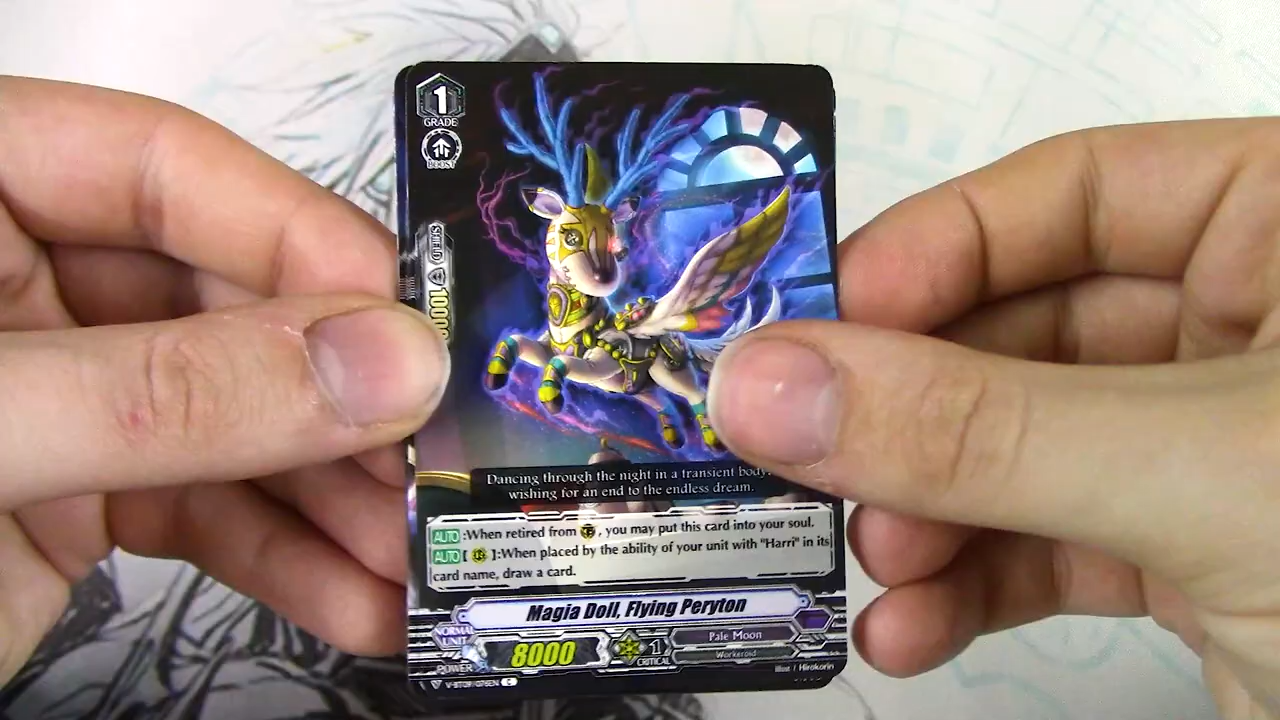 1
GRADE
BOOST
SHIELD
10000
Dancing through the night in a transient body,
wishing for an end to the endless dream.
AUTO :When retired from , you may put this card into your soul.
AUTO [ ]:When placed by the ability of your unit with "Harri" in its
card name, draw a card.
Magia Doll, Flying Peryton
NORMAL
UNIT
POWER
8000
1
CRITICAL
Pale Moon
Workeroid
C
illust / Hirokorin